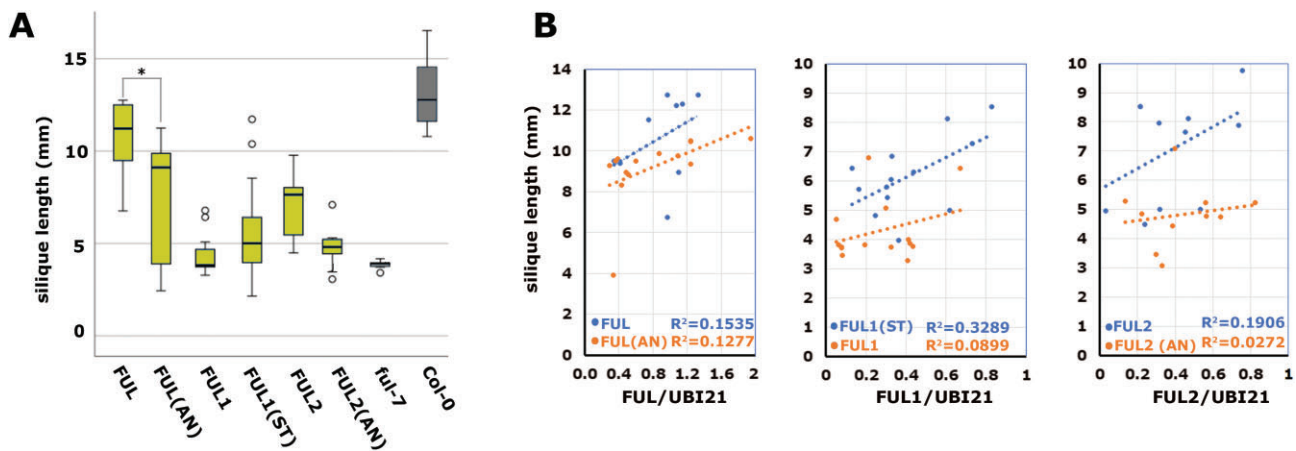 A
silique length (mm)
15
10
5
0
*
FUL
FUL(AN)
FUL1
FUL1(ST)
FUL2
FUL2(AN)
ful-7
Col-0
B
silique length (mm)
14
12
10
8
6
4
2
0
FUL R²=0.1535
FUL(AN) R²=0.1277
0.0 0.4 0.8 1.2 1.6 2
FUL/UBI21
10
9
8
7
6
5
4
3
2
1
0
FUL1(ST) R²=0.3289
FUL1 R²=0.0899
0 0.2 0.4 0.6 0.8 1
FUL1/UBI21
10
9
8
7
6
5
4
3
2
1
0
FUL2 R²=0.1906
FUL2 (AN) R²=0.0272
0 0.2 0.4 0.6 0.8 1
FUL2/UBI21